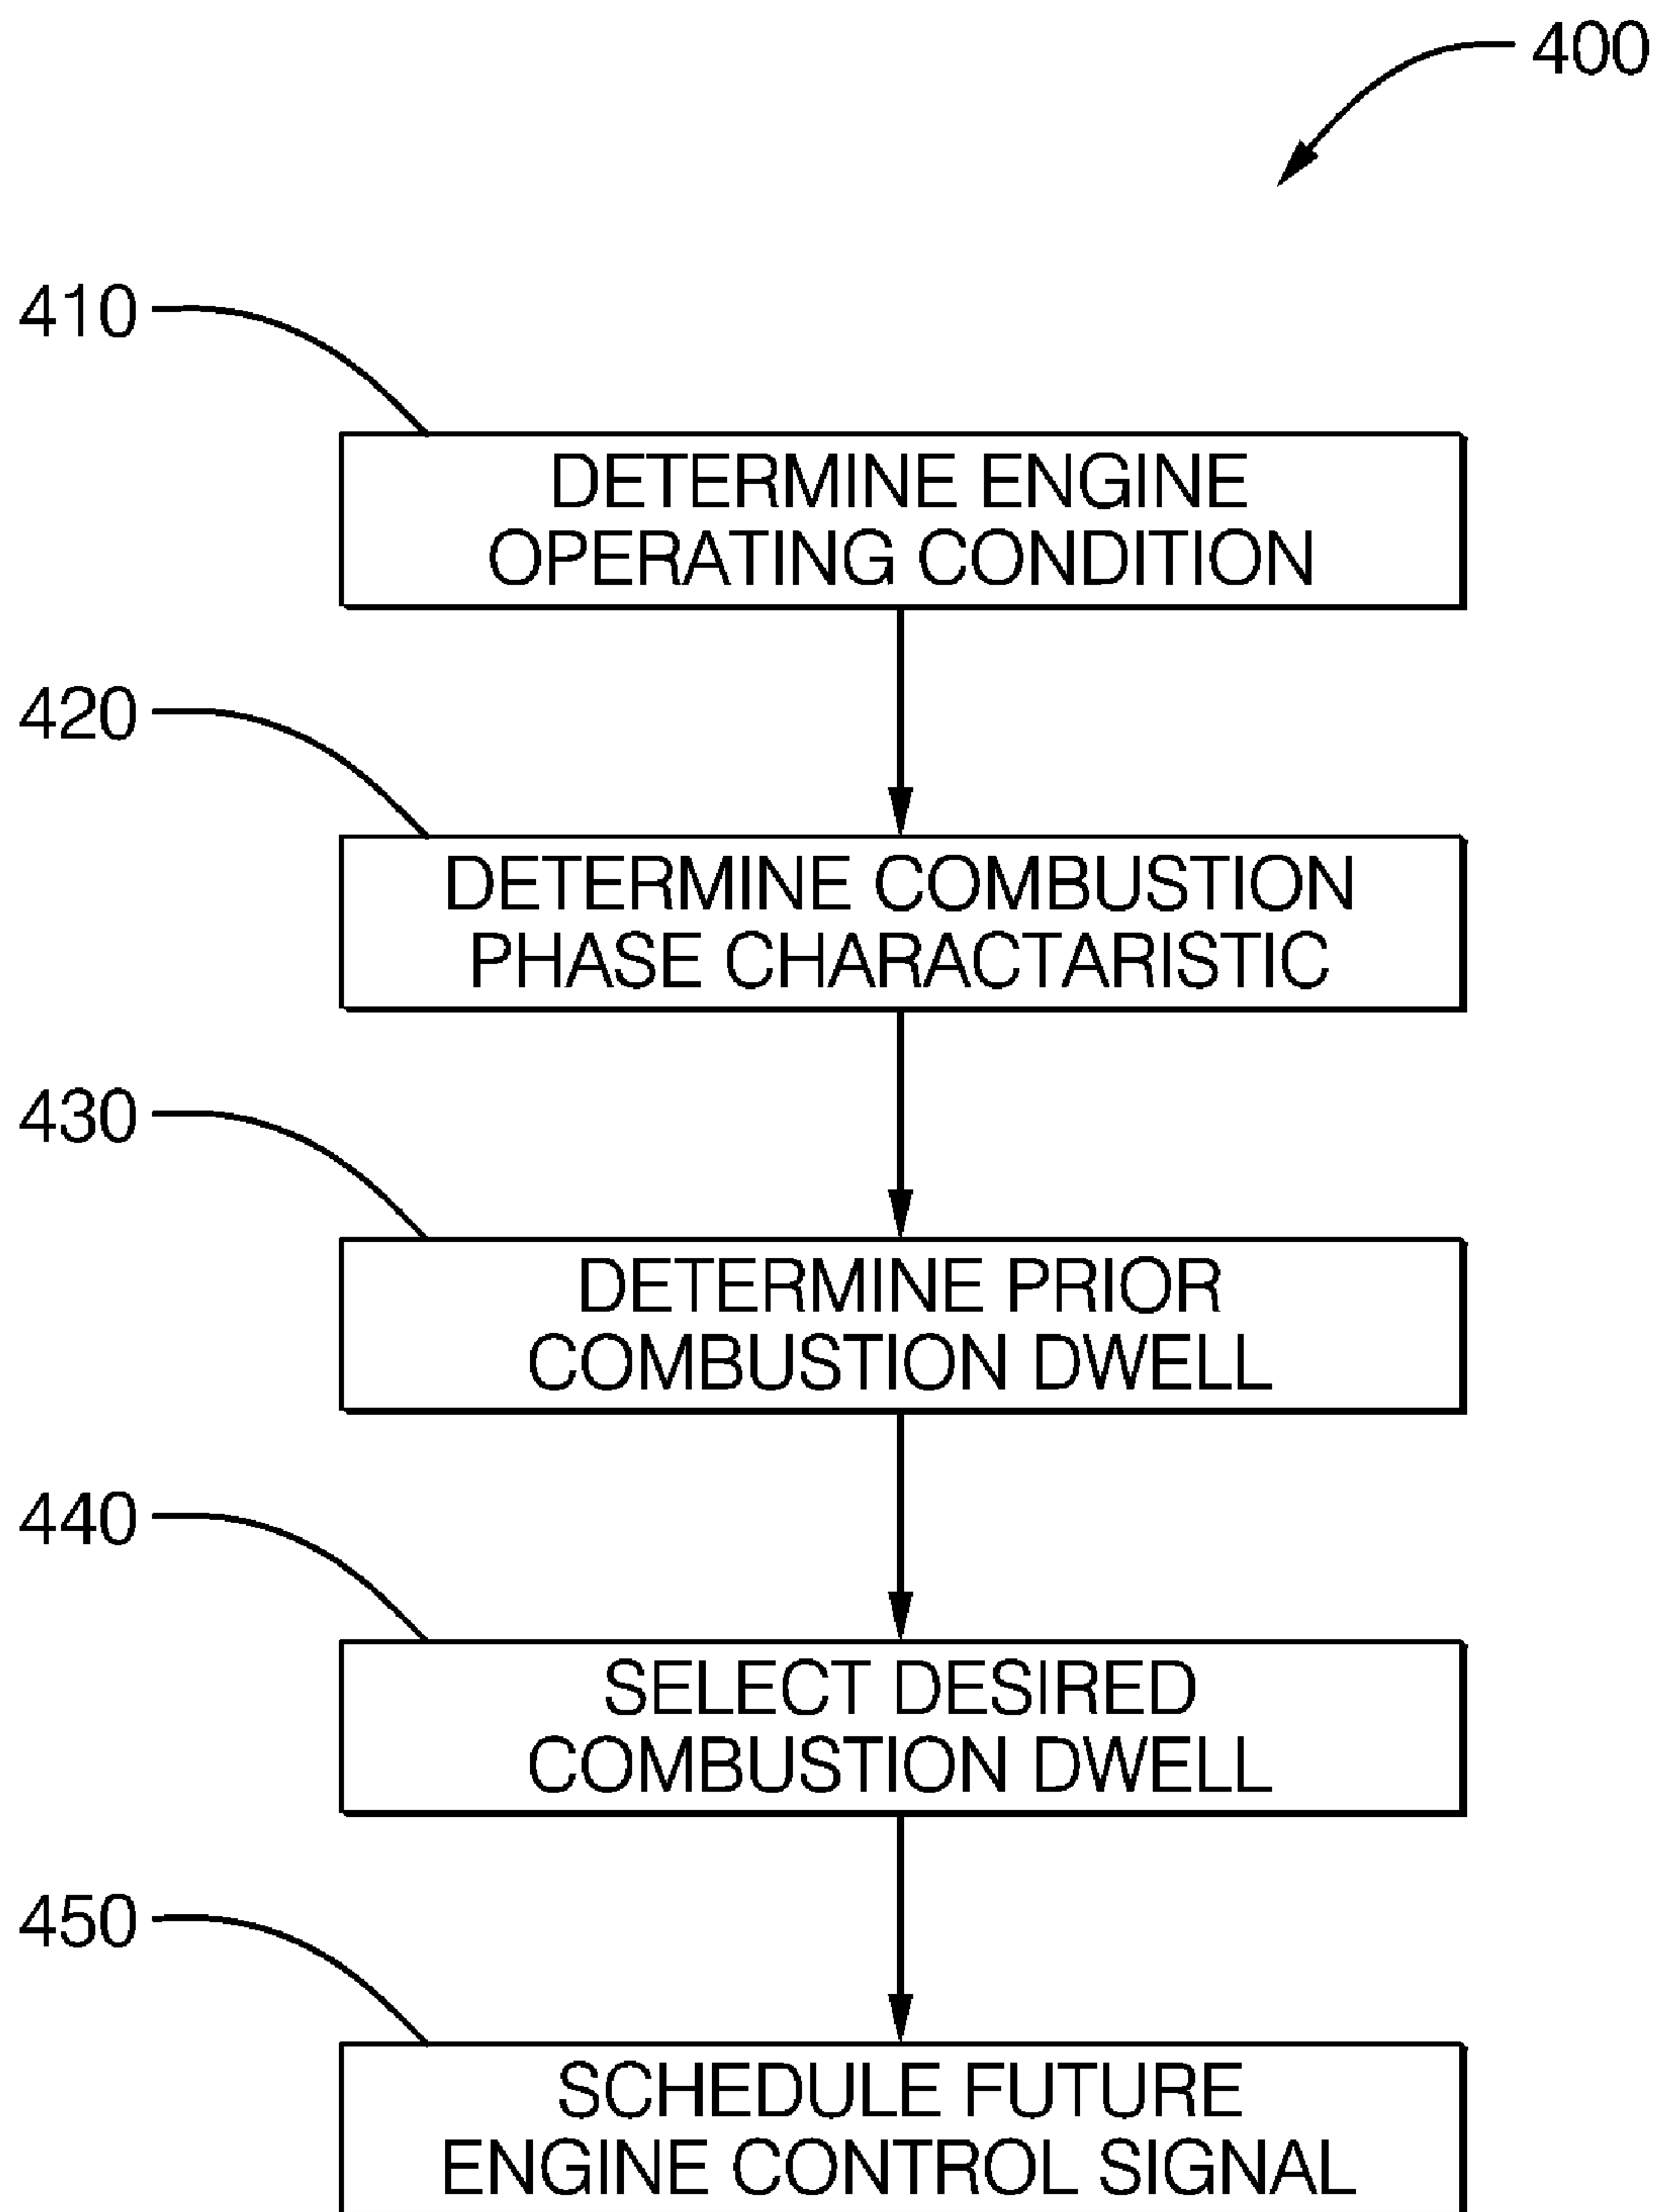 400
410
DETERMINE ENGINE
OPERATING CONDITION
420
DETERMINE COMBUSTION
PHASE CHARACTARISTIC
430
DETERMINE PRIOR
COMBUSTION DWELL
440
SELECT DESIRED
COMBUSTION DWELL
450
SCHEDULE FUTURE
ENGINE CONTROL SIGNAL